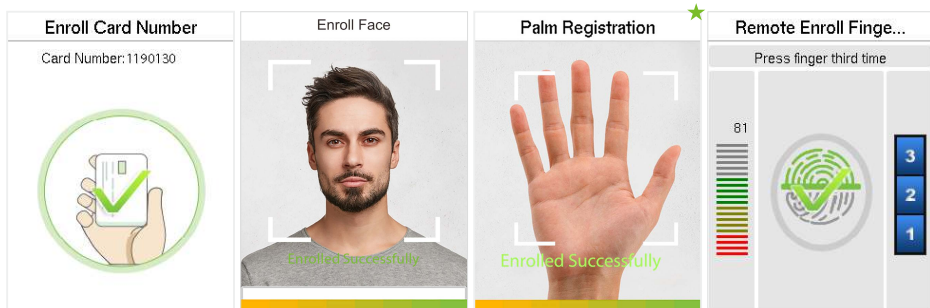 Enroll Card Number
Card Number:1190130
Enroll Face
Enrolled Successfully
Palm Registration
Enrolled Successfully
Remote Enroll Finge...
Press finger third time
81
3
2
1